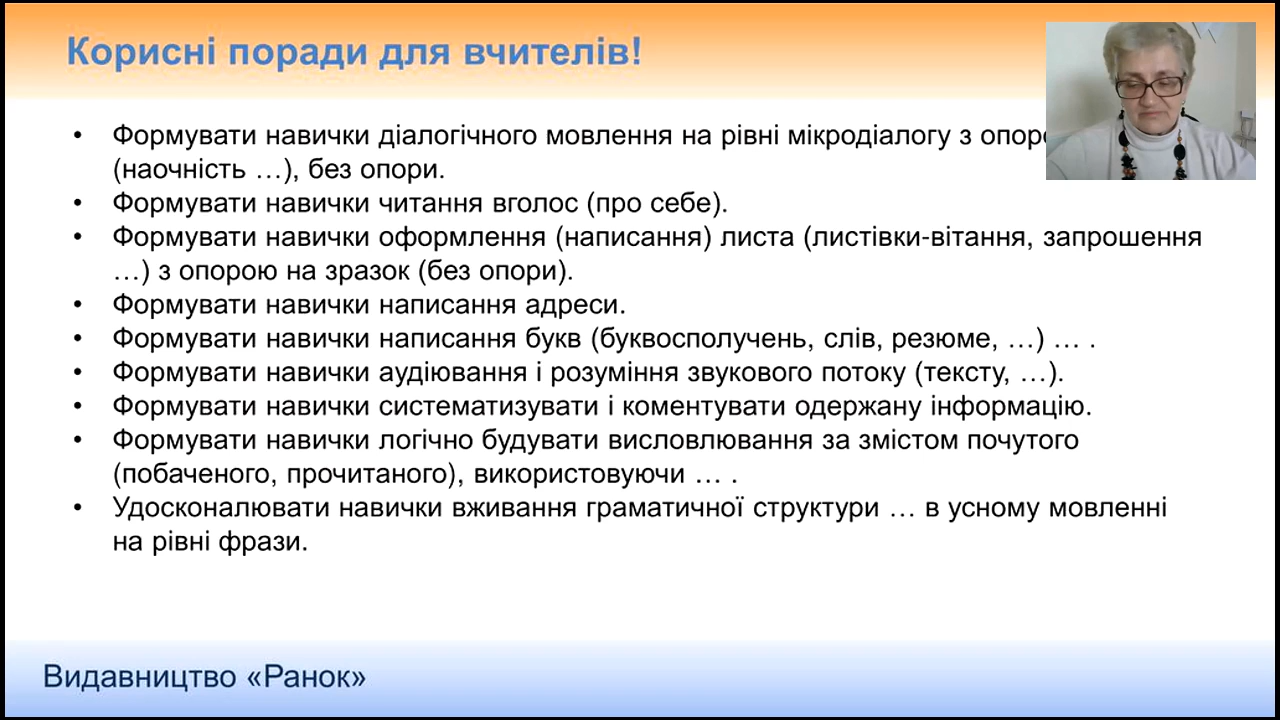 Корисні поради для вчителів!
• Формувати навички діалогічного мовлення на рівні мікродіалогу з
(наочність …), без опори.
• Формувати навички читання вголос (про себе).
• Формувати навички оформлення (написання) листа (листівки-вітання, запрошення
…) з опорою на зразок (без опори).
• Формувати навички написання адреси.
• Формувати навички написання букв (буквосполучень, слів, резюме, …) … .
• Формувати навички аудіювання і розуміння звукового потоку (тексту, …).
• Формувати навички систематизувати і коментувати одержану інформацію.
• Формувати навички логічно будувати висловлювання за змістом почутого
(побаченого, прочитаного), використовуючи … .
• Удосконалювати навички вживання граматичної структури … в усному мовленні
на рівні фрази.
Видавництво «Ранок»